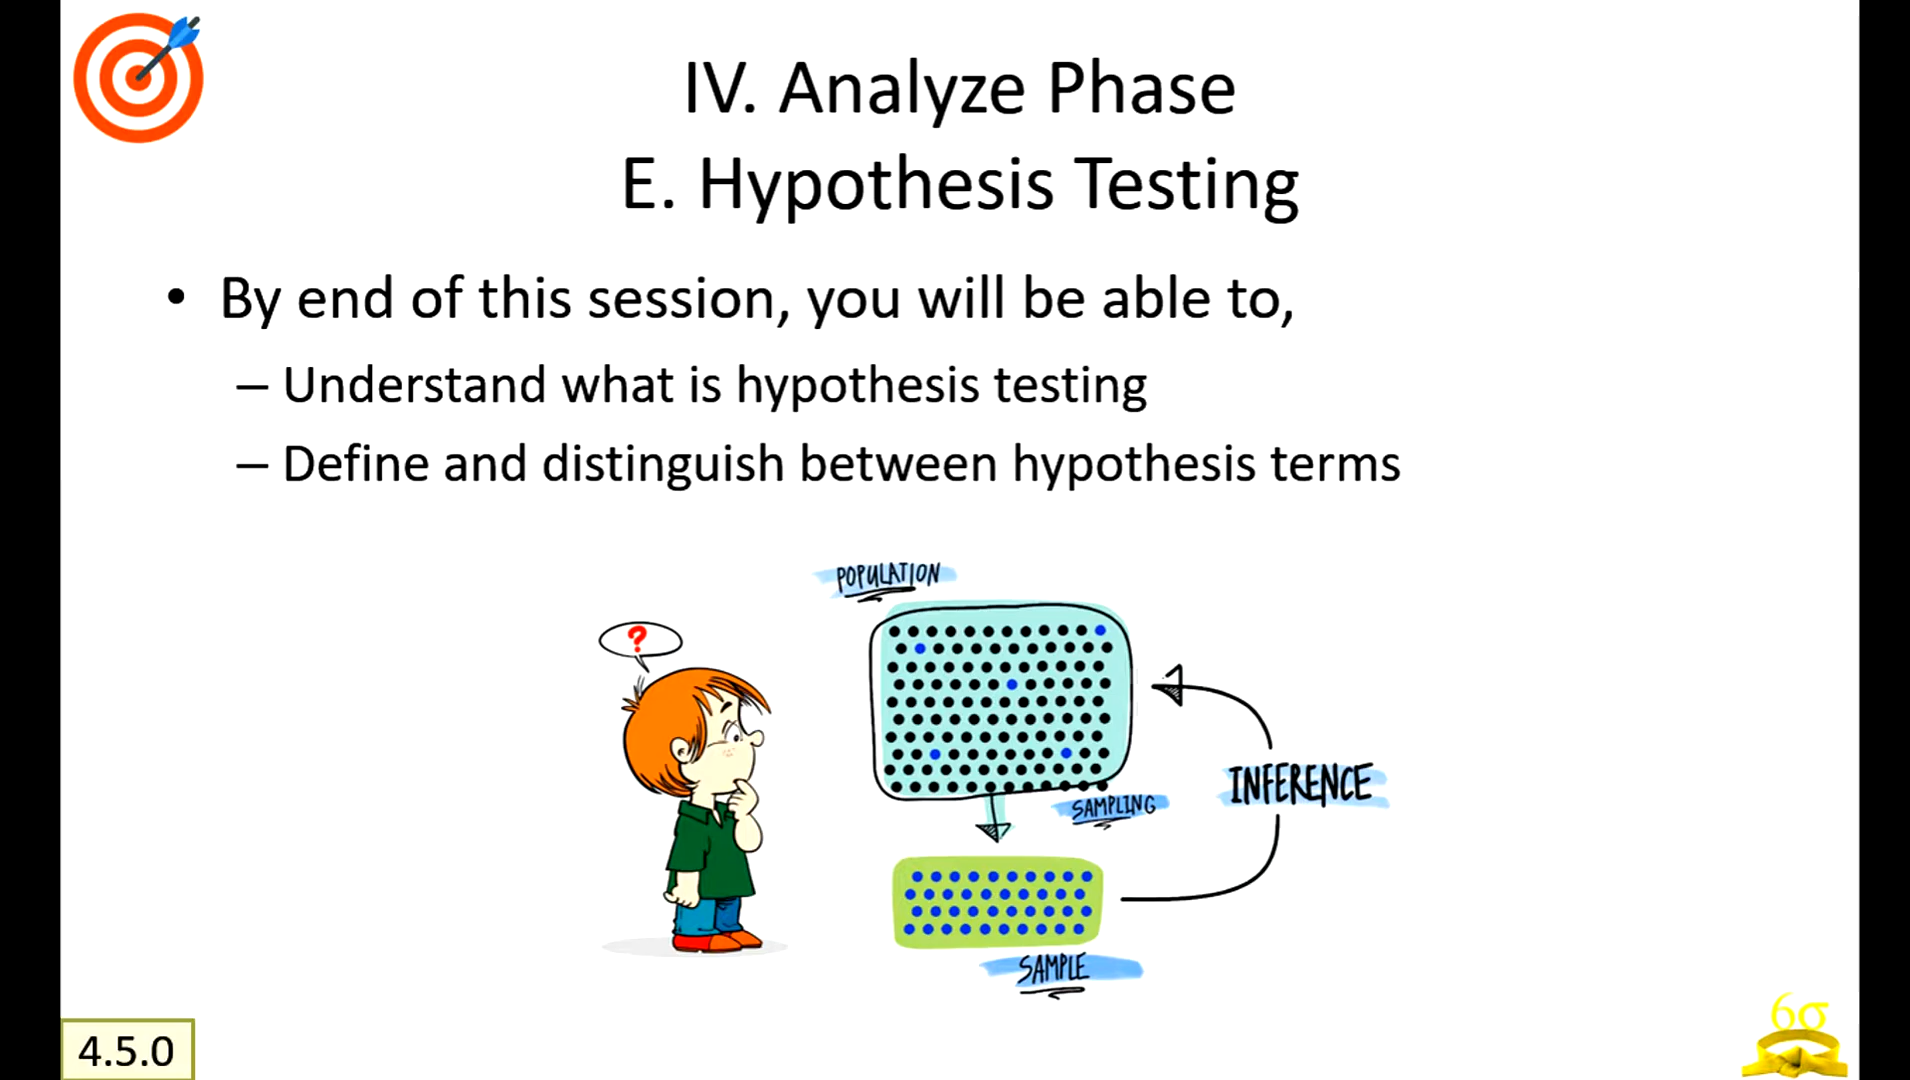 IV. Analyze Phase
E. Hypothesis Testing
• By end of this session, you will be able to,
– Understand what is hypothesis testing
– Define and distinguish between hypothesis terms
POPULATION
?
SAMPLING
INFERENCE
SAMPLE
4.5.0
6σ